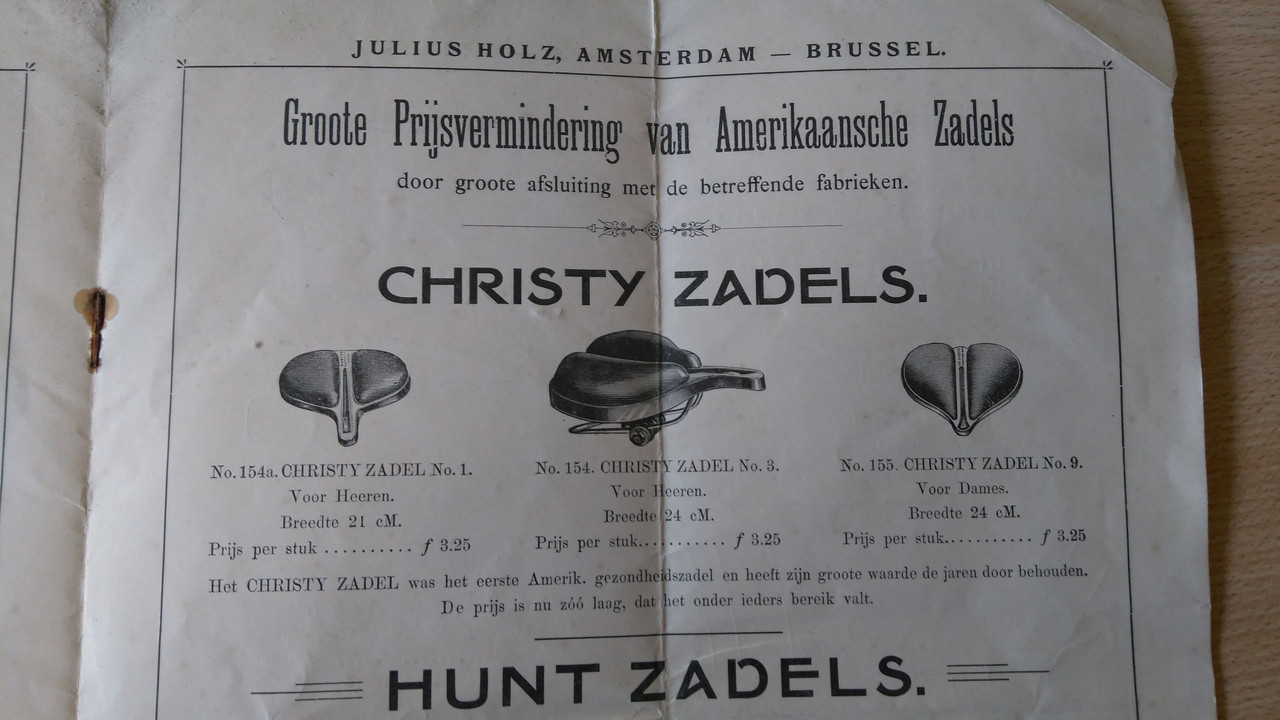 JULIUS HOLZ, AMSTERDAM — BRUSSEL.
Groote Prijsvermindering van Amerikaansche Zadels
door groote afsluiting met de betreffende fabrieken.
CHRISTY ZADELS.
No. 154a. CHRISTY ZADEL No. 1.
Voor Heeren.
Breedte 21 cM.
Prijs per stuk .......... f 3.25
No. 154. CHRISTY ZADEL No. 3.
Voor Heeren.
Breedte 24 cM.
Prijs per stuk........... f 3.25
No. 155. CHRISTY ZADEL No. 9.
Voor Dames.
Breedte 24 cM.
Prijs per stuk........... f 3.25
Het CHRISTY ZADEL was het eerste Amerik. gezondheidszadel en heeft zijn groote waarde de jaren door behouden.
De prijs is nu zóó laag, dat het onder ieders bereik valt.
HUNT ZADELS.